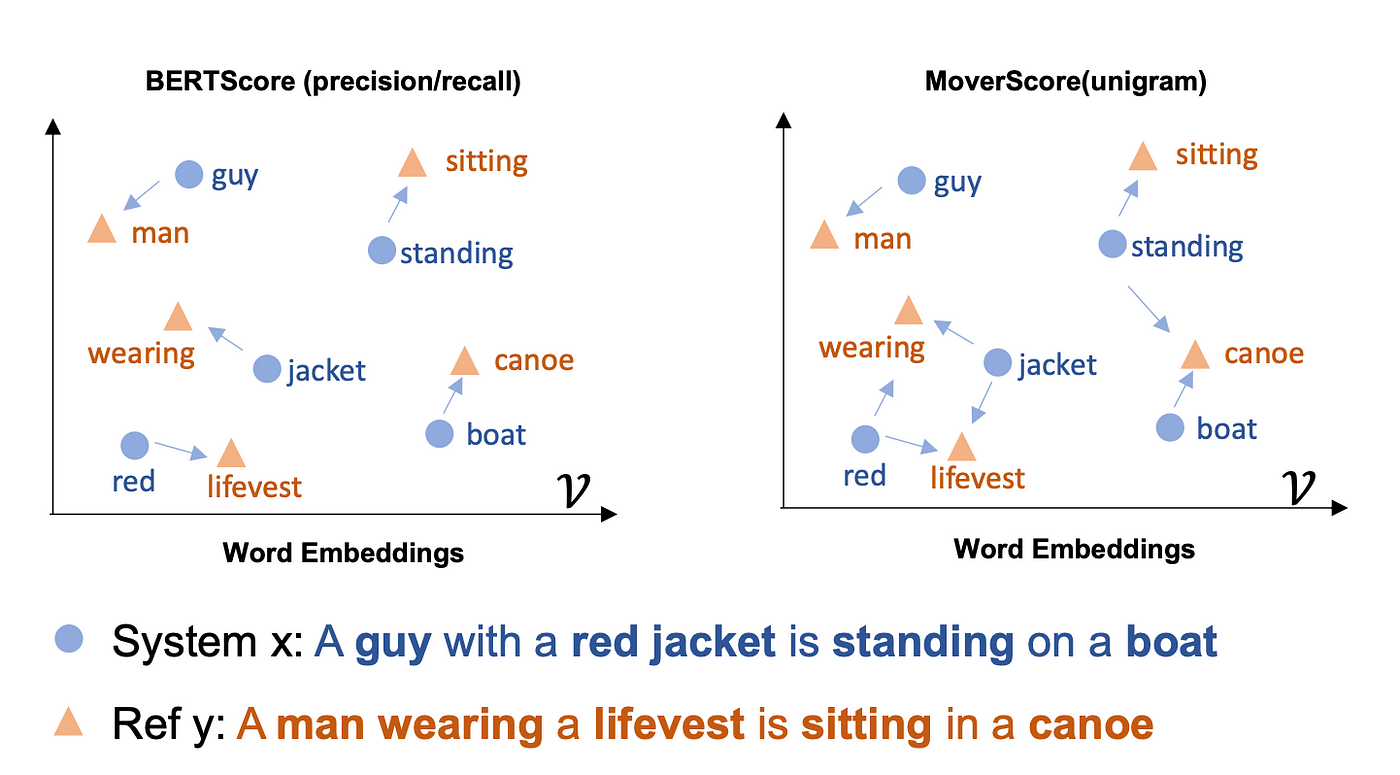 BERTScore (precision/recall)
guy
sitting
man
standing
wearing
jacket
canoe
red
lifevest
boat
𝒱
Word Embeddings
MoverScore(unigram)
sitting
guy
man
standing
wearing
jacket
canoe
red
lifevest
boat
𝒱
Word Embeddings
System x: A guy with a red jacket is standing on a boat
Ref y: A man wearing a lifevest is sitting in a canoe